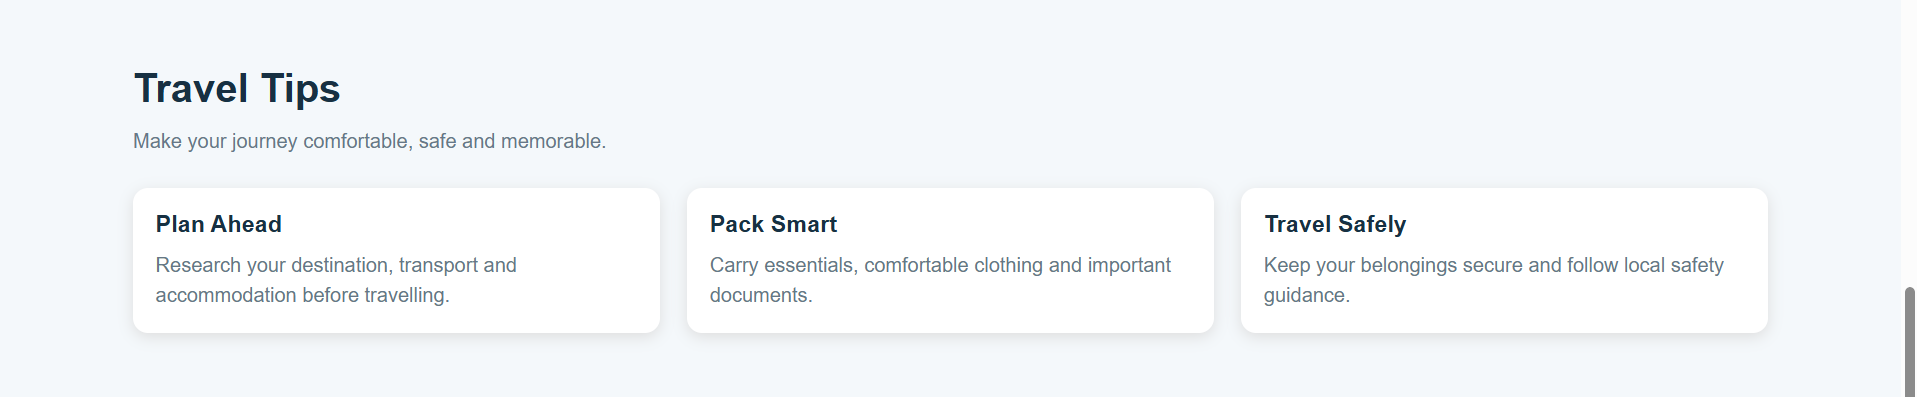 Travel Tips
Make your journey comfortable, safe and memorable.
Plan Ahead
Research your destination, transport and
accommodation before travelling.
Pack Smart
Carry essentials, comfortable clothing and important
documents.
Travel Safely
Keep your belongings secure and follow local safety
guidance.